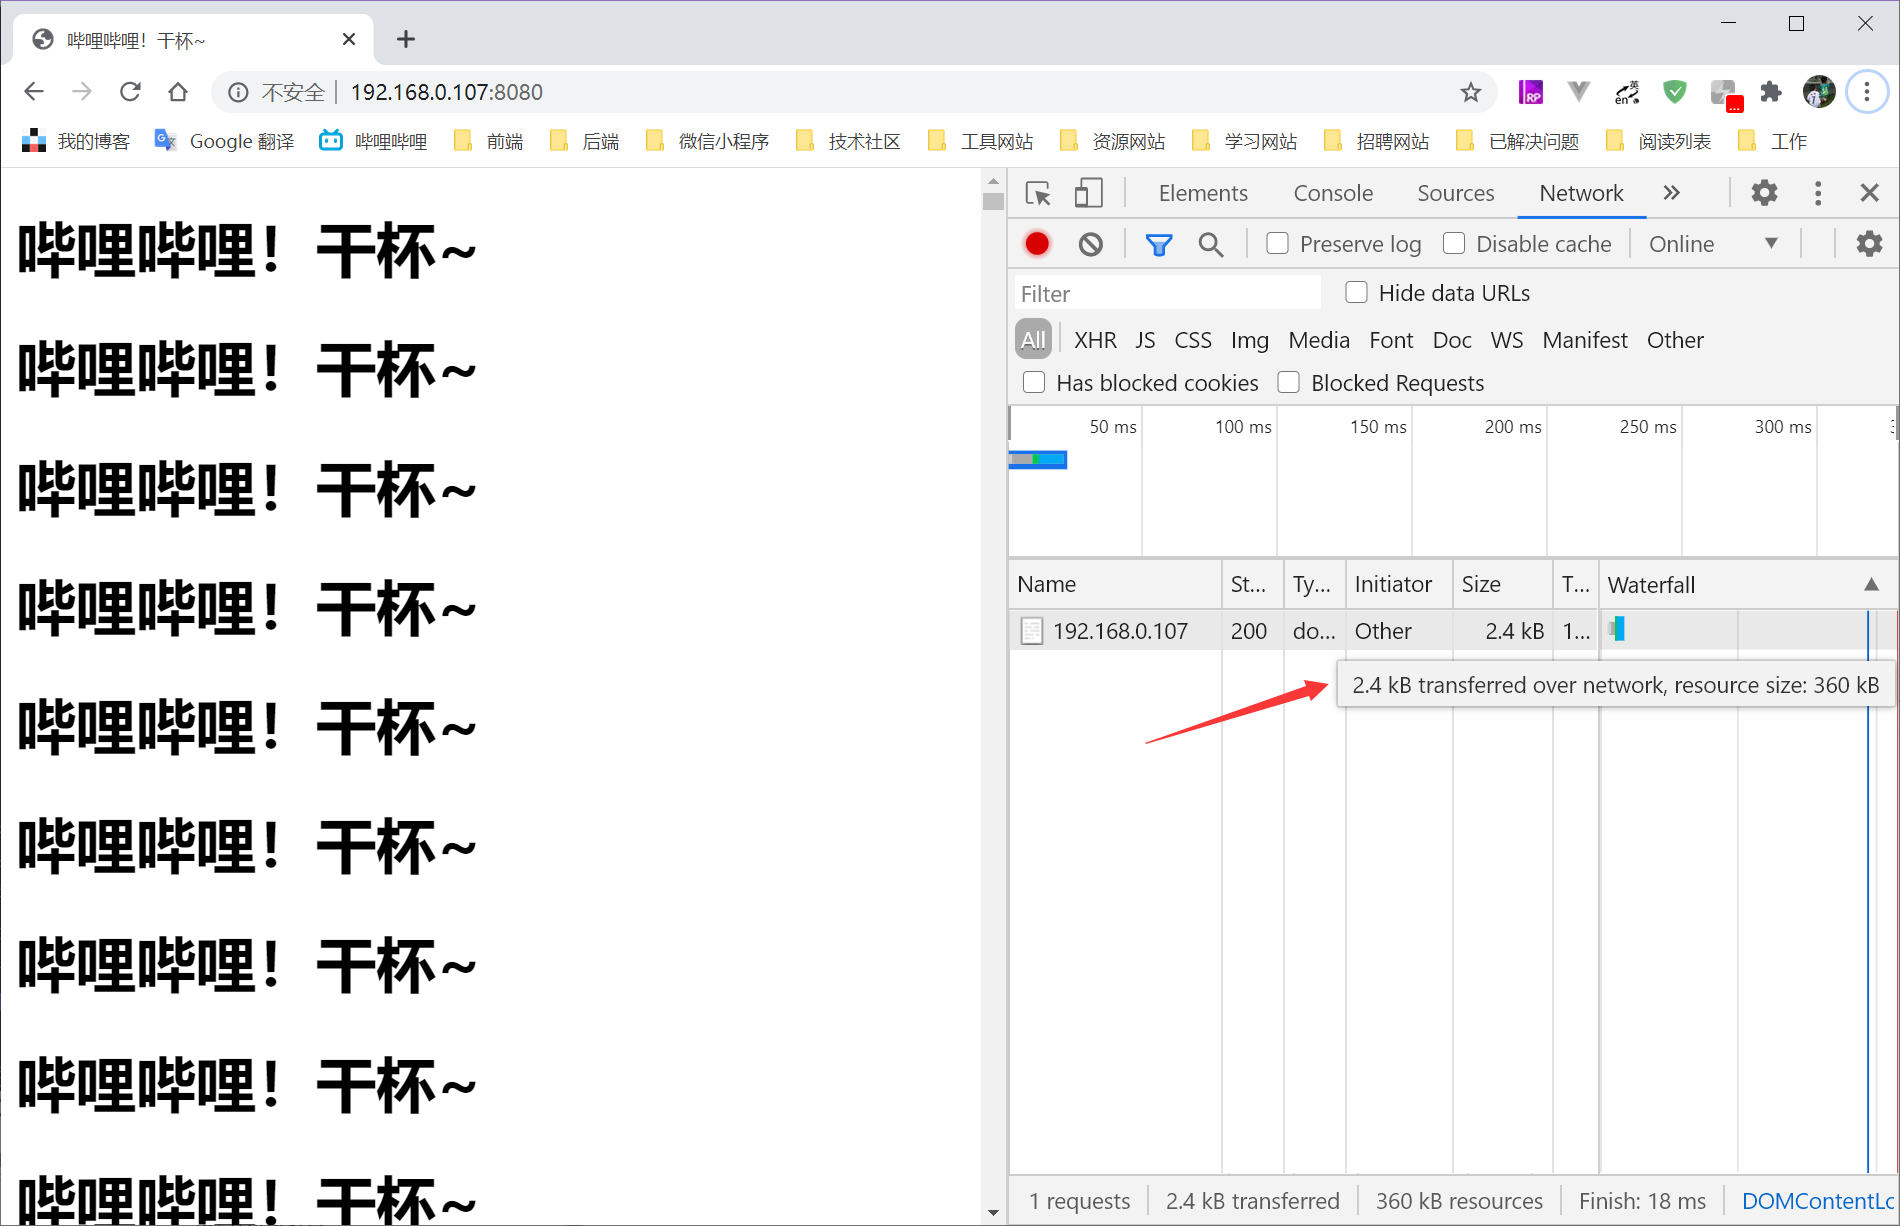 哔哩哔哩！干杯~
不安全 192.168.0.107:8080
RP
英
en
...
我的博客 Google 翻译 哔哩哔哩 前端 后端 微信小程序 技术社区 工具网站 资源网站 学习网站 招聘网站 已解决问题 阅读列表 工作
哔哩哔哩！干杯~
哔哩哔哩！干杯~
哔哩哔哩！干杯~
哔哩哔哩！干杯~
哔哩哔哩！干杯~
哔哩哔哩！干杯~
哔哩哔哩！干杯~
哔哩哔哩！干杯~
哔哩哔哩！干杯~
Elements Console Sources Network
Preserve log Disable cache Online
Filter Hide data URLs
All XHR JS CSS Img Media Font Doc WS Manifest Other
Has blocked cookies Blocked Requests
50 ms 100 ms 150 ms 200 ms 250 ms 300 ms
Name St... Ty... Initiator Size T... Waterfall
192.168.0.107 200 do... Other 2.4 kB 1...
2.4 kB transferred over network, resource size: 360 kB
1 requests 2.4 kB transferred 360 kB resources Finish: 18 ms DOMContentLo